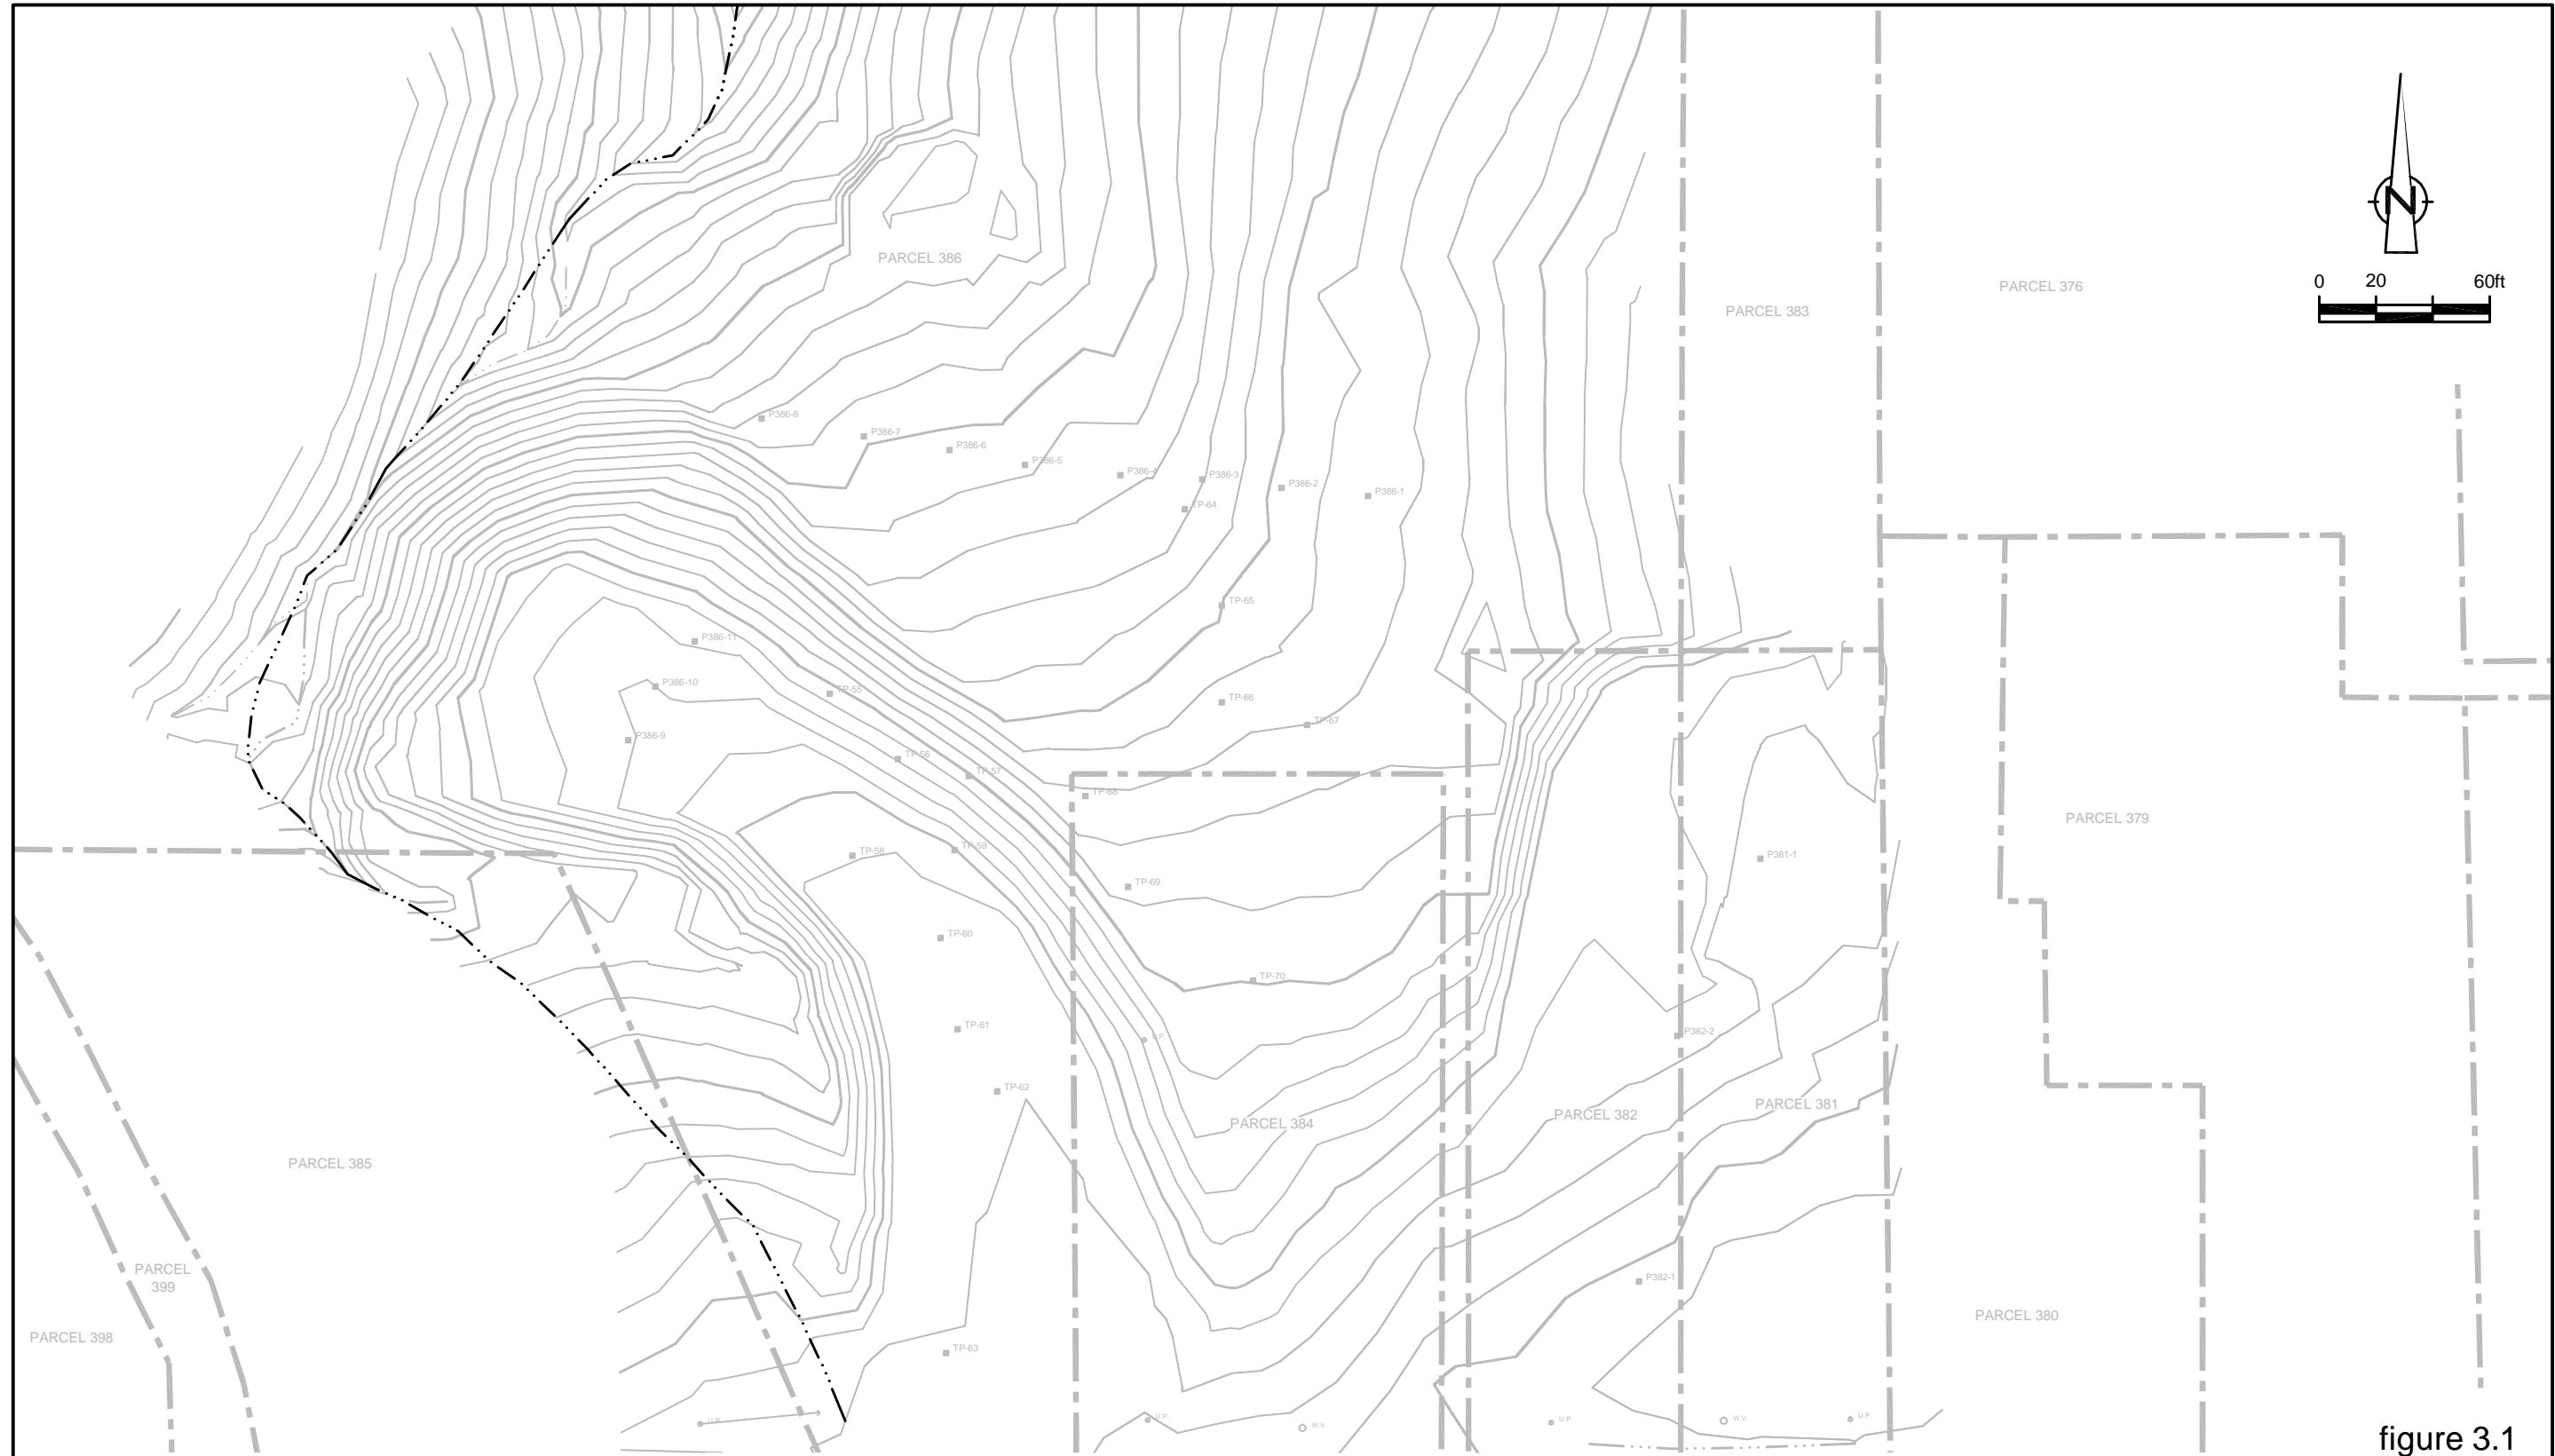 N
0 20 60ft
PARCEL 386
PARCEL 383
PARCEL 376
P386-8
P386-7
P386-6
P386-5
P386-4
P386-3
P386-2
P386-1
TP-64
TP-65
P386-11
P386-10
TP-55
TP-66
TP-67
P386-9
TP-56
TP-57
TP-68
PARCEL 379
TP-59
TP-58
P381-1
TP-69
TP-60
TP-70
TP-61
U.P.
P382-2
TP-62
PARCEL 384
PARCEL 382
PARCEL 381
PARCEL 385
PARCEL
399
P382-1
PARCEL 380
PARCEL 398
TP-63
U.P.
U.P.
W.V.
U.P.
W.V.
U.P.
figure 3.1